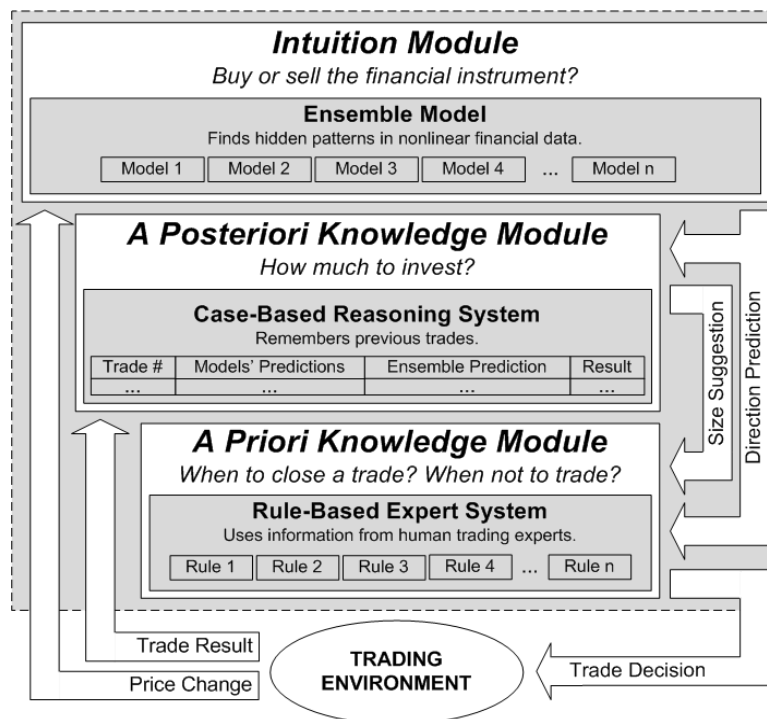 Intuition Module
Buy or sell the financial instrument?
Ensemble Model
Finds hidden patterns in nonlinear financial data.
Model 1 Model 2 Model 3 Model 4 ... Model n
A Posteriori Knowledge Module
How much to invest?
Case-Based Reasoning System
Remembers previous trades.
Trade # Models' Predictions Ensemble Prediction Result
... ... ... ...
Size Suggestion
Direction Prediction
A Priori Knowledge Module
When to close a trade? When not to trade?
Rule-Based Expert System
Uses information from human trading experts.
Rule 1 Rule 2 Rule 3 Rule 4 ... Rule n
Trade Result
Price Change
TRADING
ENVIRONMENT
Trade Decision